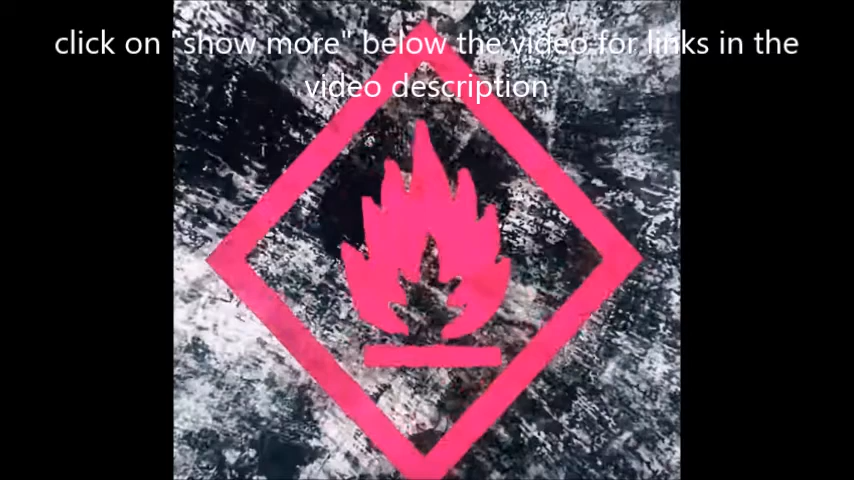 click on "show more" below the video for links in the
video description